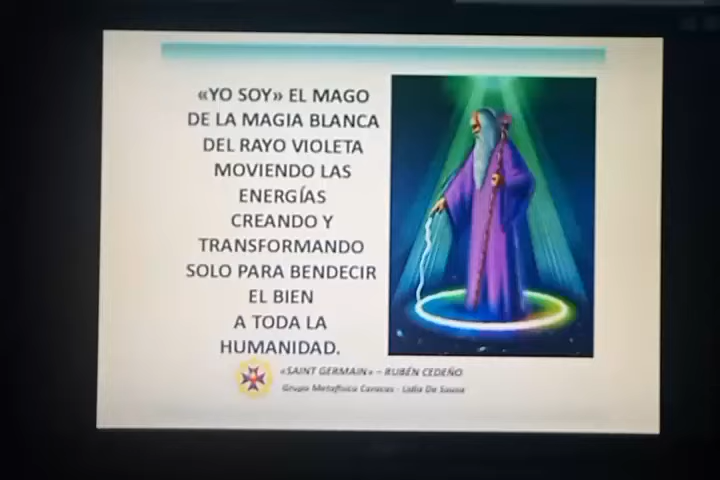 «YO SOY» EL MAGO
DE LA MAGIA BLANCA
DEL RAYO VIOLETA
MOVIENDO LAS
ENERGÍAS
CREANDO Y
TRANSFORMANDO
SOLO PARA BENDECIR
EL BIEN
A TODA LA
HUMANIDAD.
«SAINT GERMAIN» – RUBÉN CEDEÑO
Grupo Metafísico Caracas - Lidia De Sousa